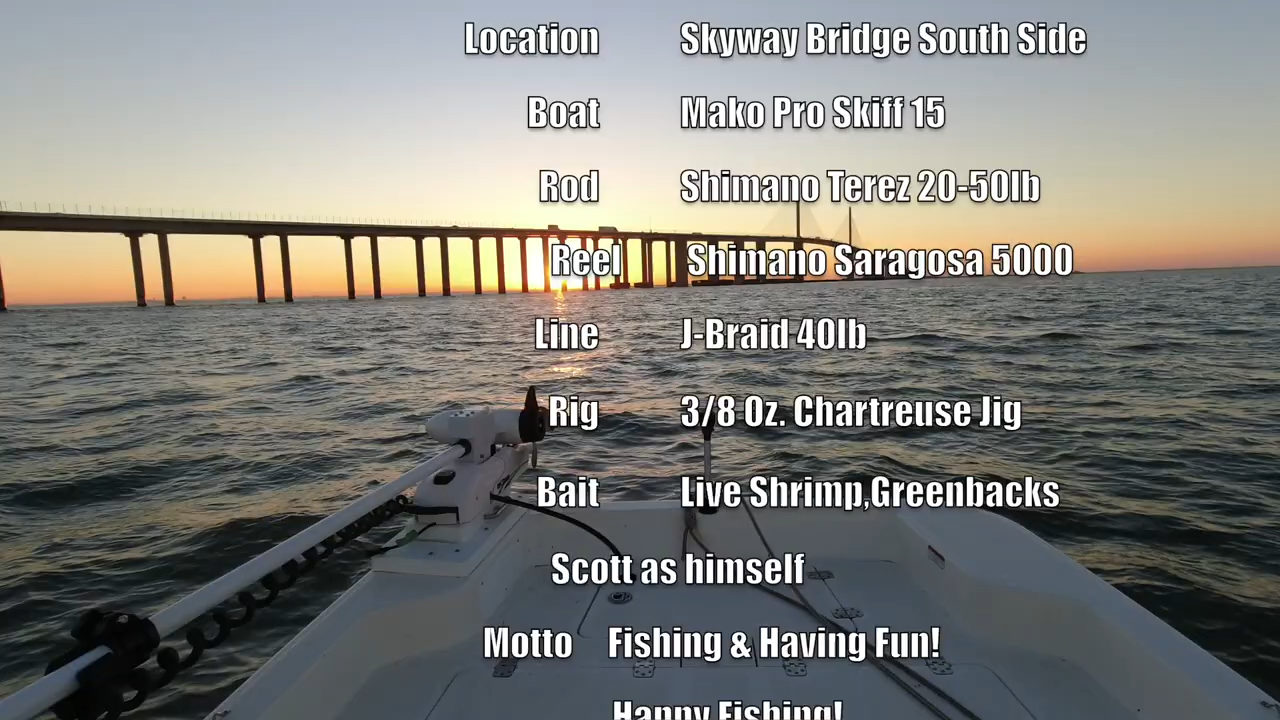 Location Skyway Bridge South Side
Boat Mako Pro Skiff 15
Rod Shimano Terez 20-50lb
Reel Shimano Saragosa 5000
Line J-Braid 40lb
Rig 3/8 Oz. Chartreuse Jig
Bait Live Shrimp,Greenbacks
Scott as himself
Motto Fishing & Having Fun!
Happy Fishing!